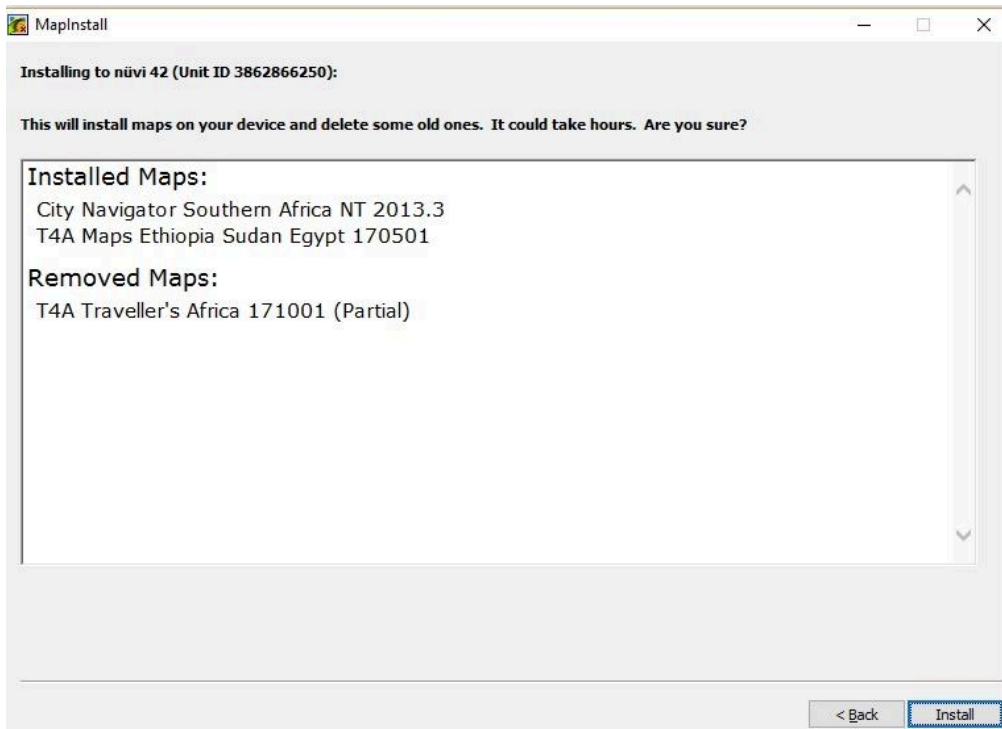 MapInstall
Installing to nüvi 42 (Unit ID 3862866250):
This will install maps on your device and delete some old ones. It could take hours. Are you sure?
Installed Maps:
City Navigator Southern Africa NT 2013.3
T4A Maps Ethiopia Sudan Egypt 170501
Removed Maps:
T4A Traveller's Africa 171001 (Partial)
< Back
Install